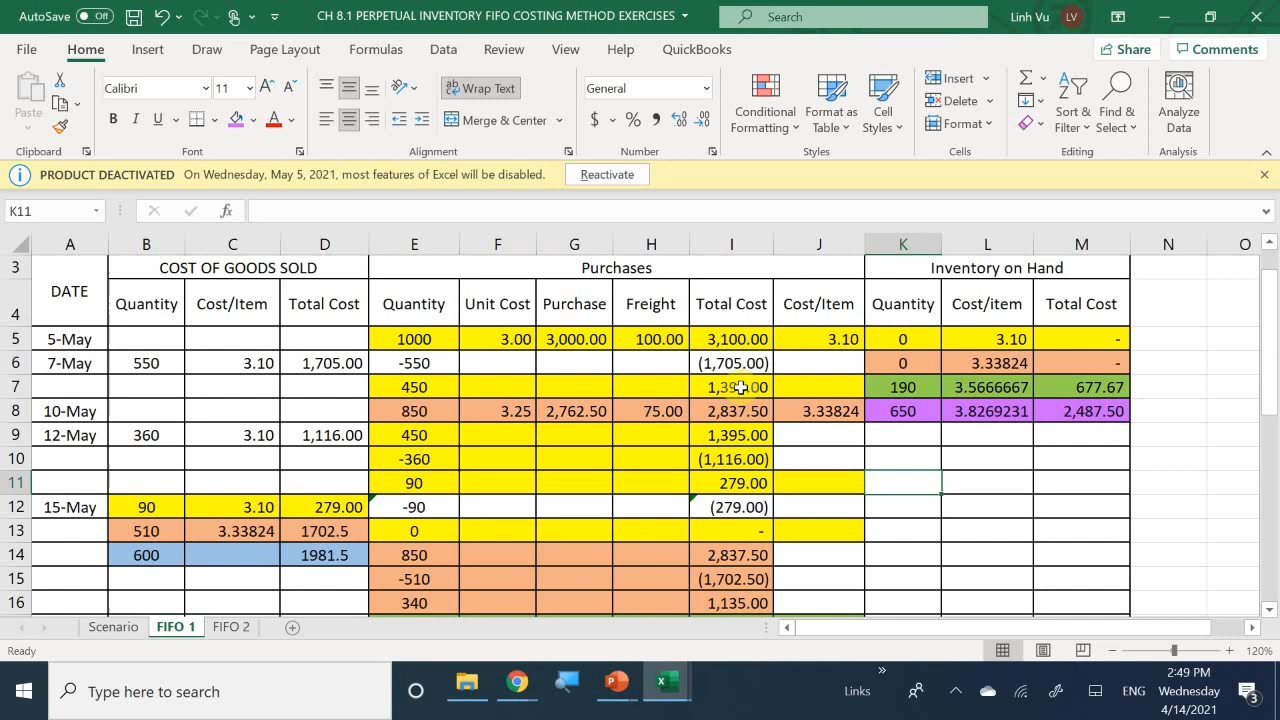 AutoSave Off CH 8.1 PERPETUAL INVENTORY FIFO COSTING METHOD EXERCISES Search Linh Vu LV
File Home Insert Draw Page Layout Formulas Data Review View Help QuickBooks Share Comments
Paste Calibri 11 Wrap Text General Conditional Formatting Format as Table Cell Styles Insert Delete Format Sort & Filter Find & Select Analyze Data
B I U A Merge & Center $ %
Clipboard Font Alignment Number Styles Cells Editing Analysis
PRODUCT DEACTIVATED On Wednesday, May 5, 2021, most features of Excel will be disabled. Reactivate
K11 fx
A B C D E F G H I J K L M N O
3 DATE COST OF GOODS SOLD Purchases Inventory on Hand
4 Quantity Cost/Item Total Cost Quantity Unit Cost Purchase Freight Total Cost Cost/Item Quantity Cost/item Total Cost
5 5-May 1000 3.00 3,000.00 100.00 3,100.00 3.10 0 3.10 -
6 7-May 550 3.10 1,705.00 -550 (1,705.00) 0 3.33824 -
7 450 190 3.5666667 677.67
8 10-May 850 3.25 2,762.50 75.00 2,837.50 3.33824 650 3.8269231 2,487.50
9 12-May 360 3.10 1,116.00 450 1,395.00
10 -360 (1,116.00)
11 90 279.00
12 15-May 90 3.10 279.00 -90 (279.00)
13 510 3.33824 1702.5 0 -
14 600 1981.5 850 2,837.50
15 -510 (1,702.50)
16 340 1,135.00
Scenario FIFO 1 FIFO 2
Ready 120%
Type here to search Links ENG 2:49 PM
Wednesday
4/14/2021 3